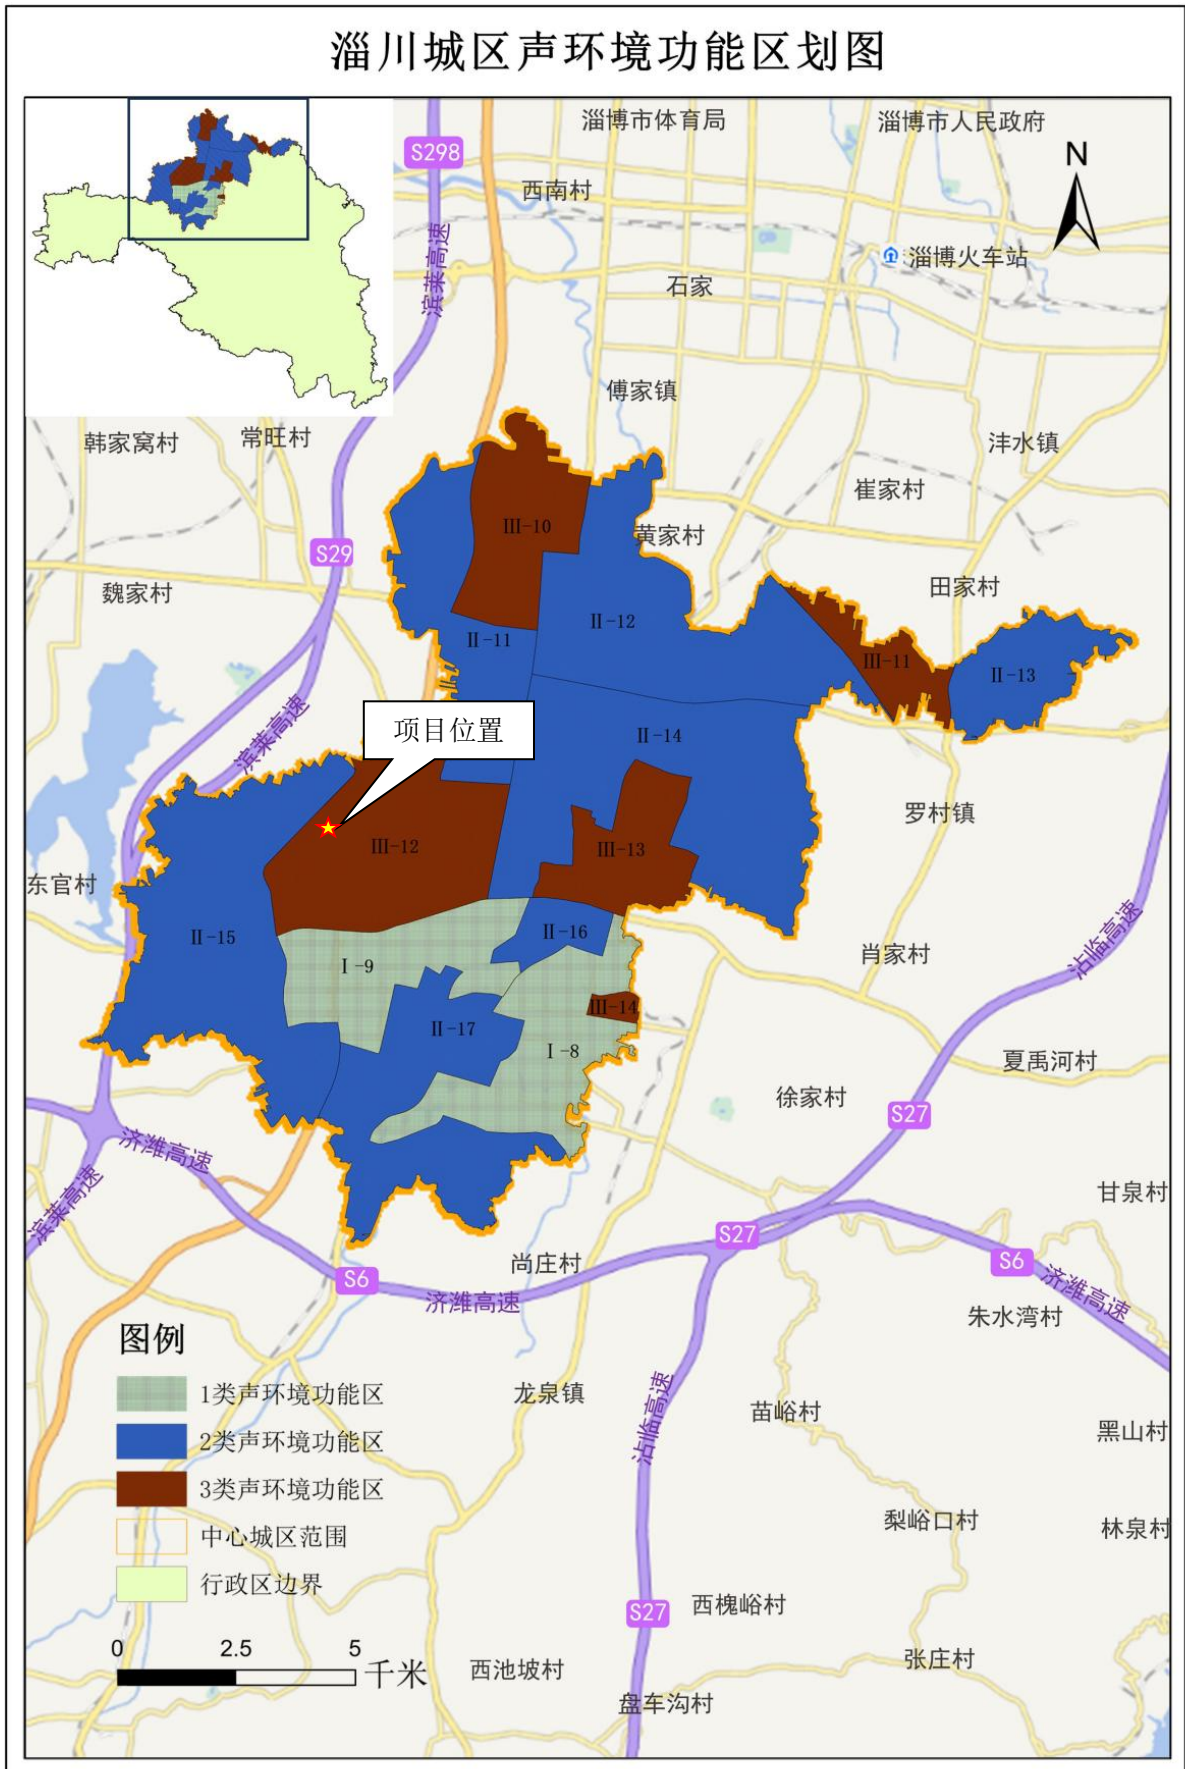 淄川城区声环境功能区划图
淄博市体育局
淄博市人民政府
S298
N
西南村
滨莱高速
淄博火车站
石家
傅家镇
韩家窝村
常旺村
沣水镇
崔家村
III-10
黄家村
S29
魏家村
田家村
II-12
II-11
III-11
II-13
滨莱高速
项目位置
II-14
罗村镇
III-12
III-13
东官村
II-15
II-16
沾临高速
肖家村
I-9
III-14
II-17
I-8
夏禹河村
徐家村
S27
济潍高速
滨莱高速
甘泉村
S27
尚庄村
S6
S6
济潍高速
济潍高速
朱水湾村
图例
1类声环境功能区
2类声环境功能区
3类声环境功能区
中心城区范围
行政区边界
龙泉镇
沾临高速
苗峪村
黑山村
梨峪口村
林泉村
S27
西槐峪村
0 2.5 5
千米
西池坡村
张庄村
盘车沟村